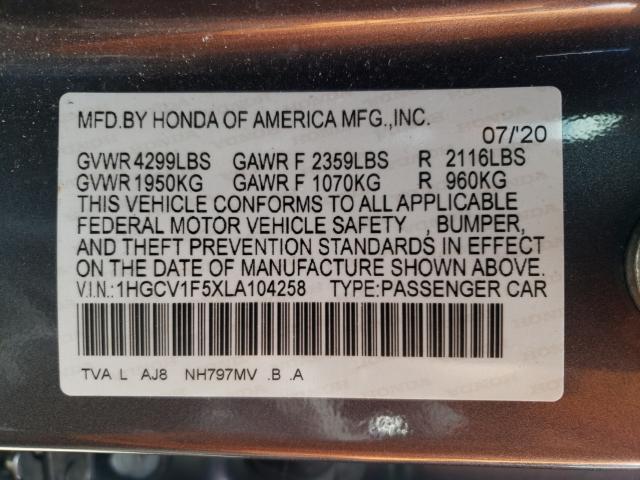 MFD.BY HONDA OF AMERICA MFG.,INC.
07/'20
GVWR 4299LBS GAWR F 2359LBS R 2116LBS
GVWR 1950KG GAWR F 1070KG R 960KG
THIS VEHICLE CONFORMS TO ALL APPLICABLE
FEDERAL MOTOR VEHICLE SAFETY , BUMPER,
AND THEFT PREVENTION STANDARDS IN EFFECT
ON THE DATE OF MANUFACTURE SHOWN ABOVE.
V.I.N.:1HGCV1F5XLA104258 TYPE:PASSENGER CAR
TVA L AJ8 NH797MV .B .A